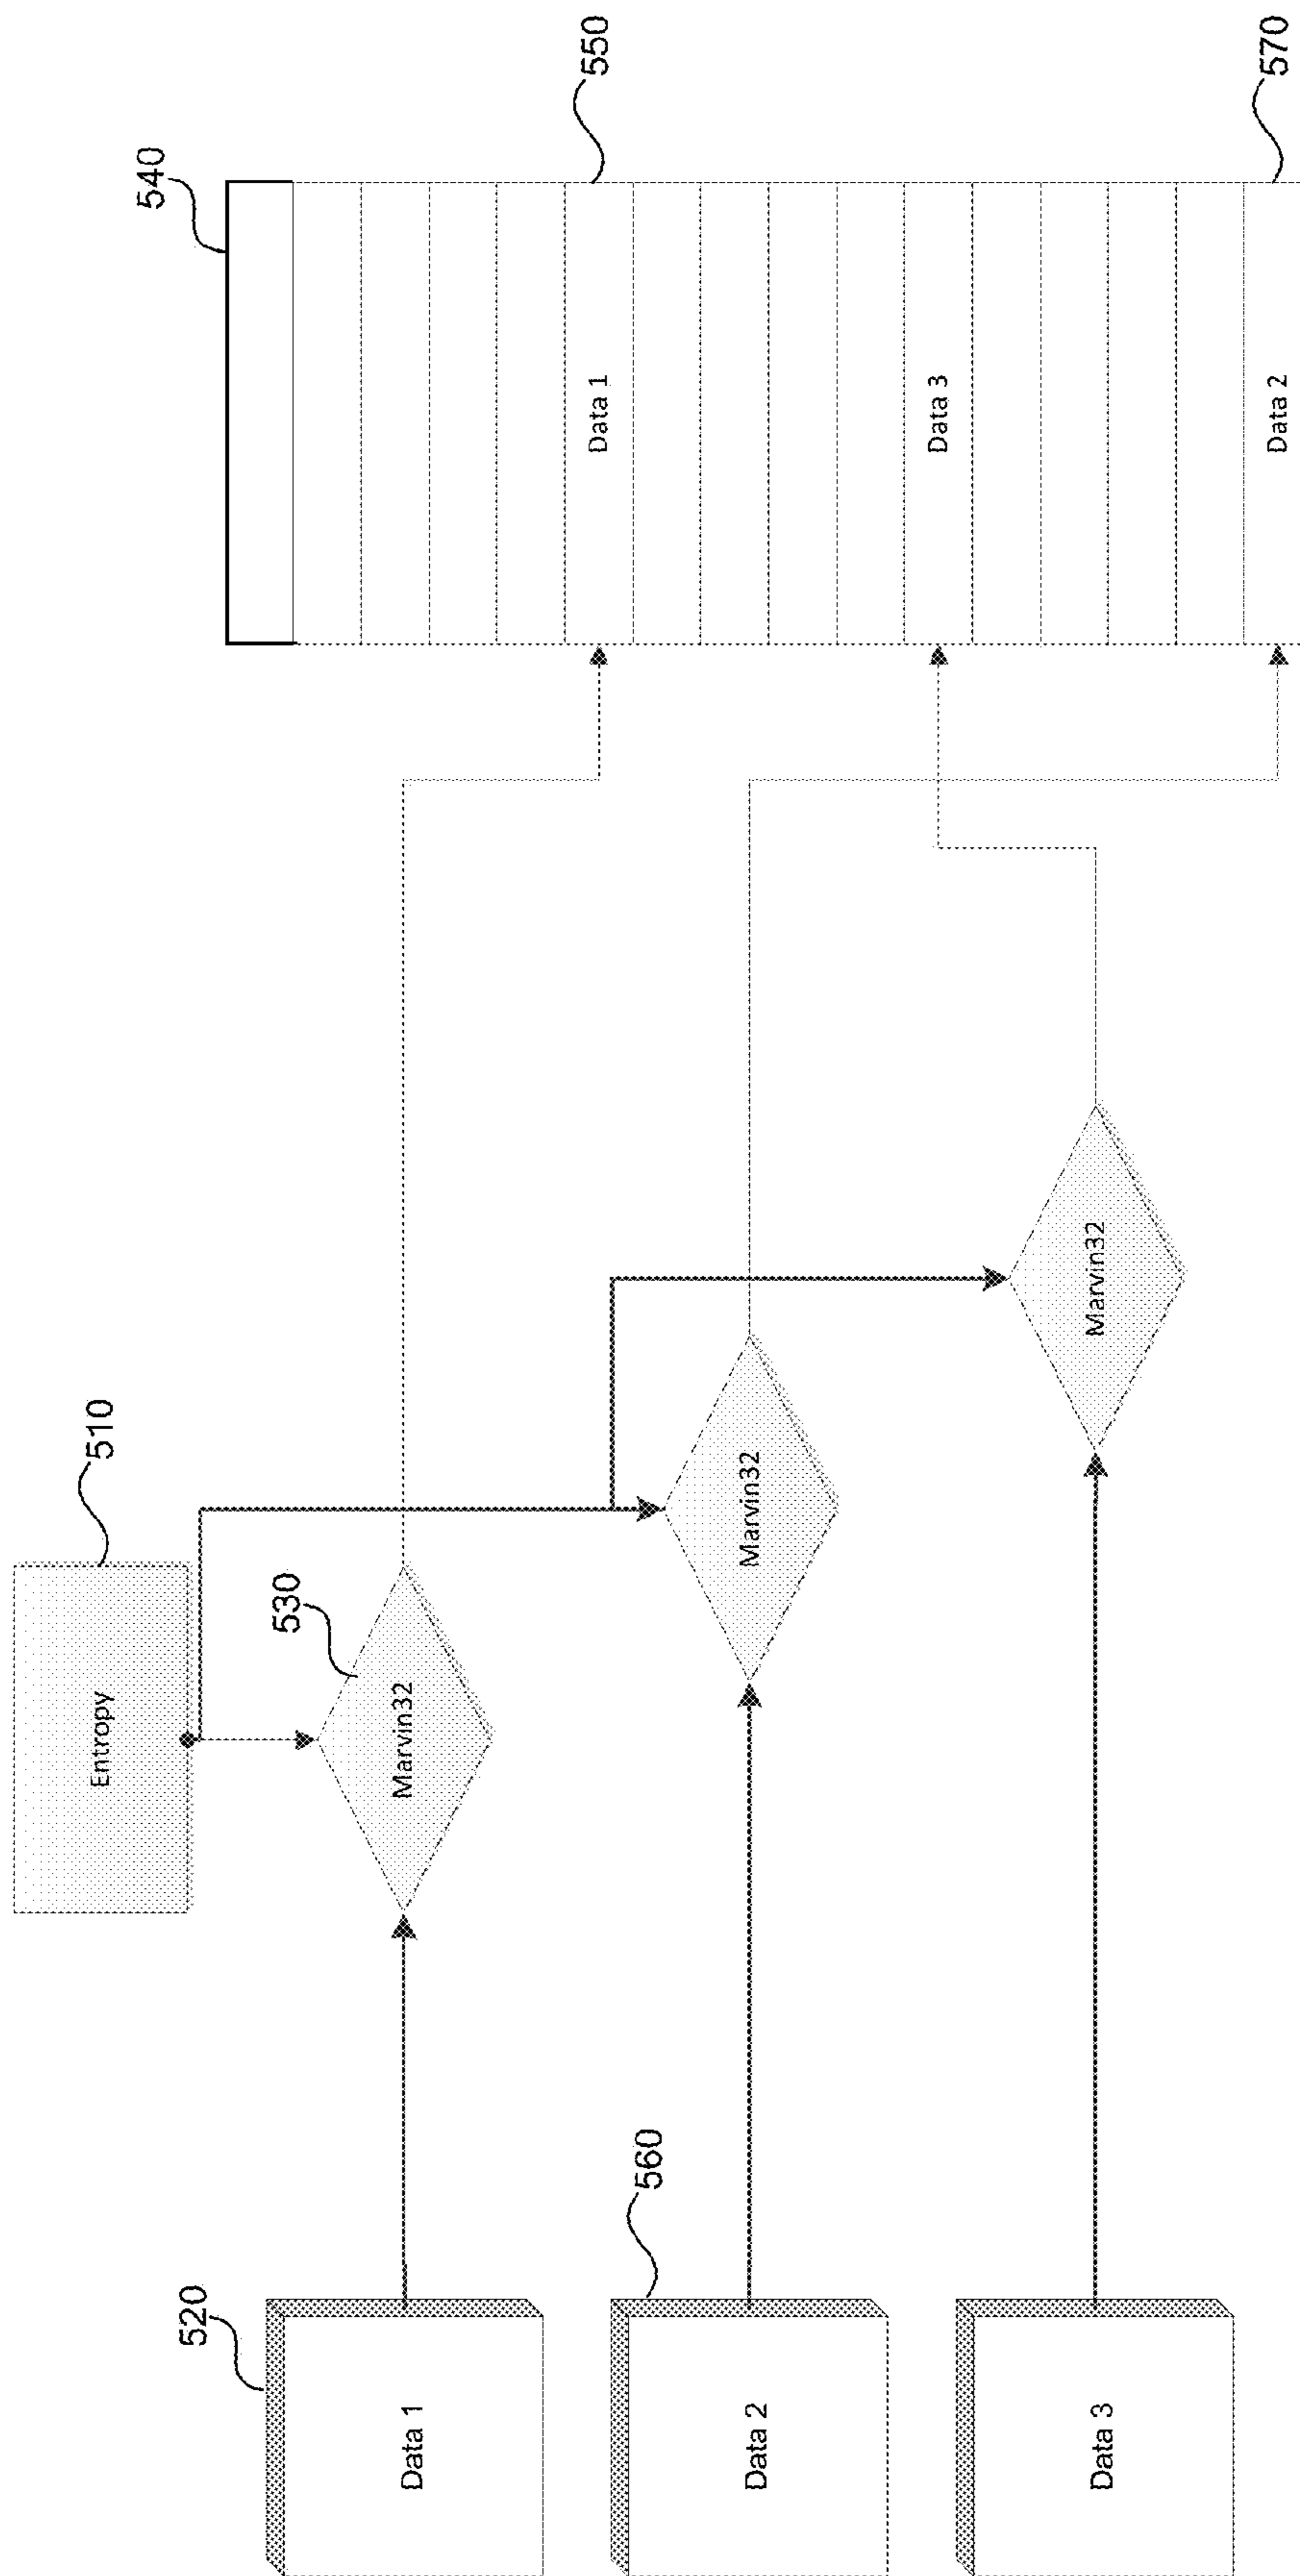 540
550
570
Data 1
Data 3
Data 2
510
Entropy
530
Marvin32
Marvin32
Marvin32
520
Data 1
560
Data 2
Data 3